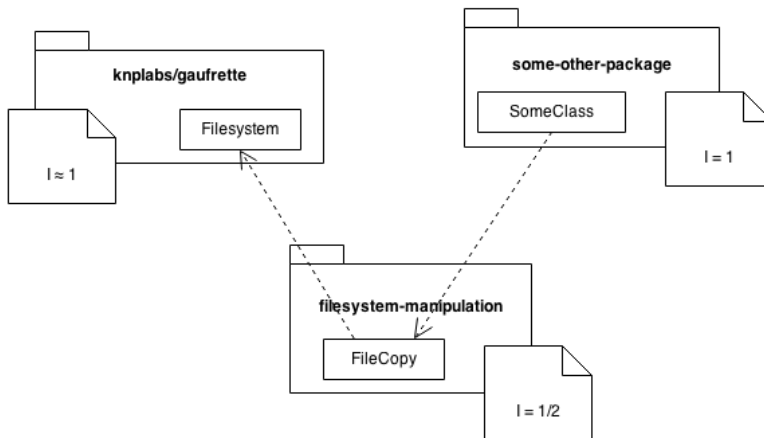 knplabs/gaufrette
Filesystem
I ≈ 1
some-other-package
SomeClass
I = 1
filesystem-manipulation
FileCopy
I = 1/2